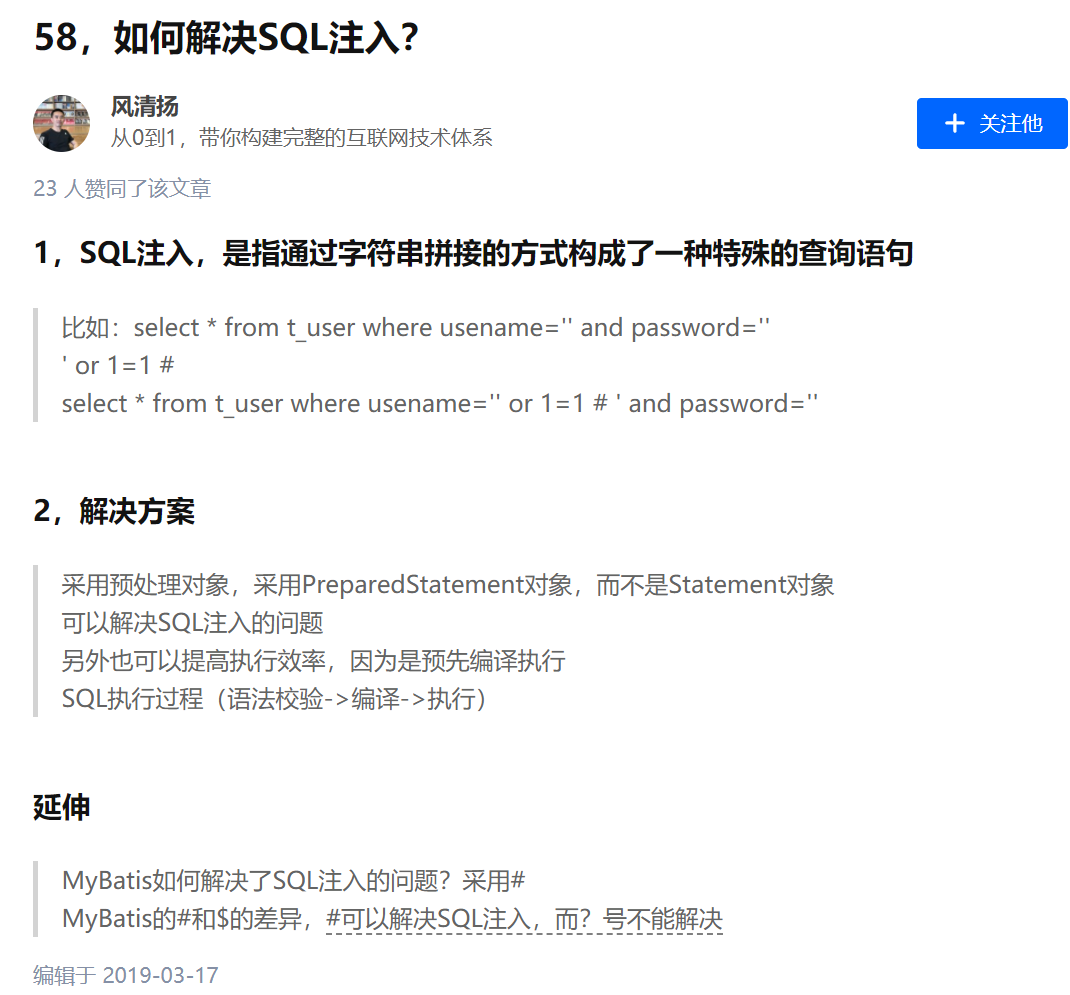 58，如何解决SQL注入？
风清扬
从0到1，带你构建完整的互联网技术体系
+ 关注他
23 人赞同了该文章
1，SQL注入，是指通过字符串拼接的方式构成了一种特殊的查询语句
比如：select * from t_user where usename='' and password=''
' or 1=1 #
select * from t_user where usename='' or 1=1 # ' and password=''
2，解决方案
采用预处理对象，采用PreparedStatement对象，而不是Statement对象
可以解决SQL注入的问题
另外也可以提高执行效率，因为是预先编译执行
SQL执行过程（语法校验->编译->执行）
延伸
MyBatis如何解决了SQL注入的问题？采用#
MyBatis的#和$的差异，#可以解决SQL注入，而？号不能解决
编辑于 2019-03-17